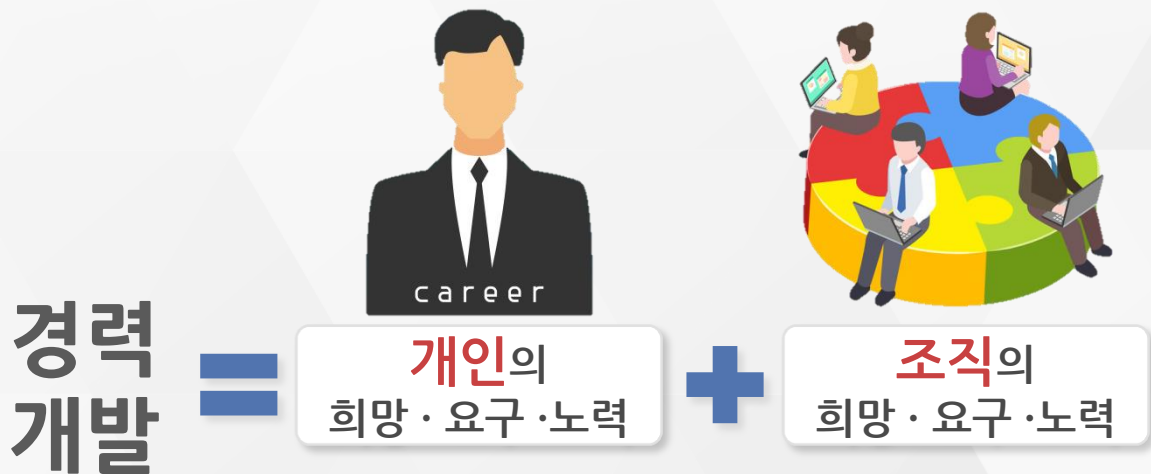 career
경력
개발
=
개인의
희망 · 요구 ·노력
+
조직의
희망 · 요구 ·노력